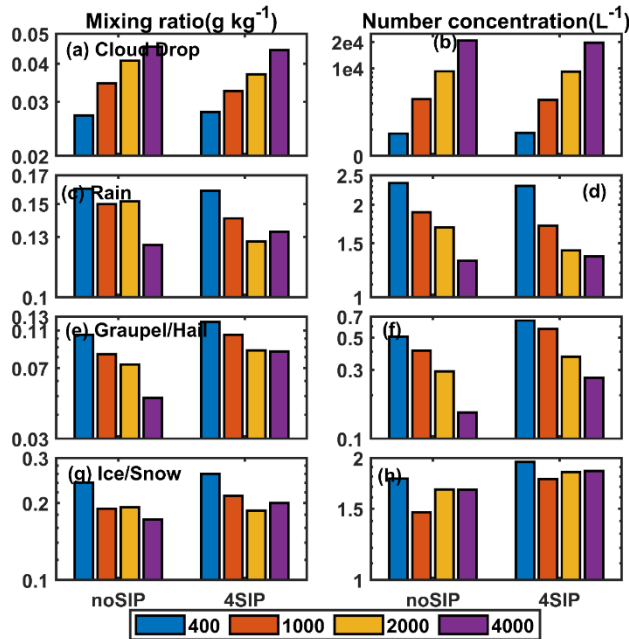 Mixing ratio(g kg-1)
Number concentration(L-1)
0.05
(a) Cloud Drop
0.04
0.03
0.02
2e4
(b)
1e4
0
0.17
(c) Rain
0.15
0.13
0.1
2.5
(d)
2
1.5
1
0.13
0.11
(e) Graupel/Hail
0.07
0.03
0.7
(f)
0.5
0.3
0.1
0.3
(g) Ice/Snow
0.2
0.1
2
(h)
1.5
1
noSIP 4SIP
noSIP 4SIP
400 1000 2000 4000